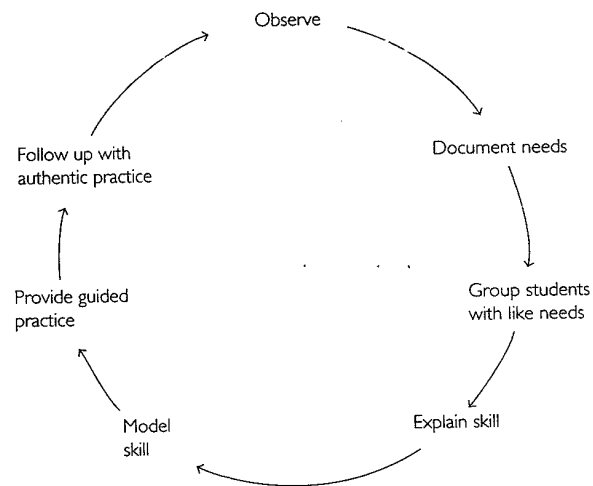 Observe
Document needs
Group students
with like needs
Explain skill
Model
skill
Provide guided
practice
Follow up with
authentic practice